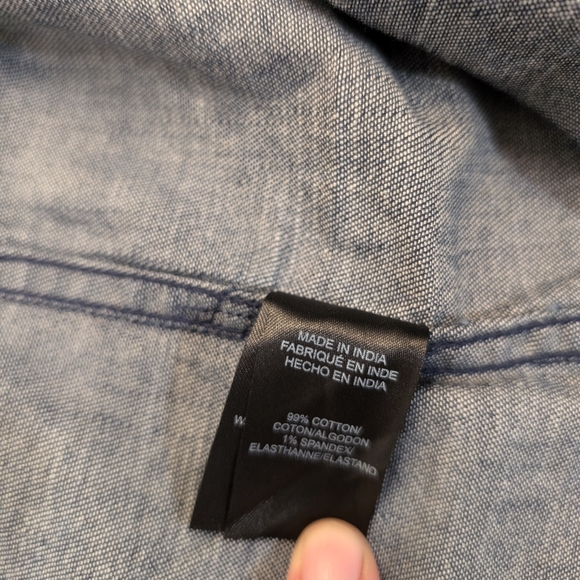 MADE IN INDIA
FABRIQUÉ EN INDE
HECHO EN INDIA
99% COTTON/
COTON/ALGODON
1% SPANDEX/
ELASTHANNE/ELASTANO
W